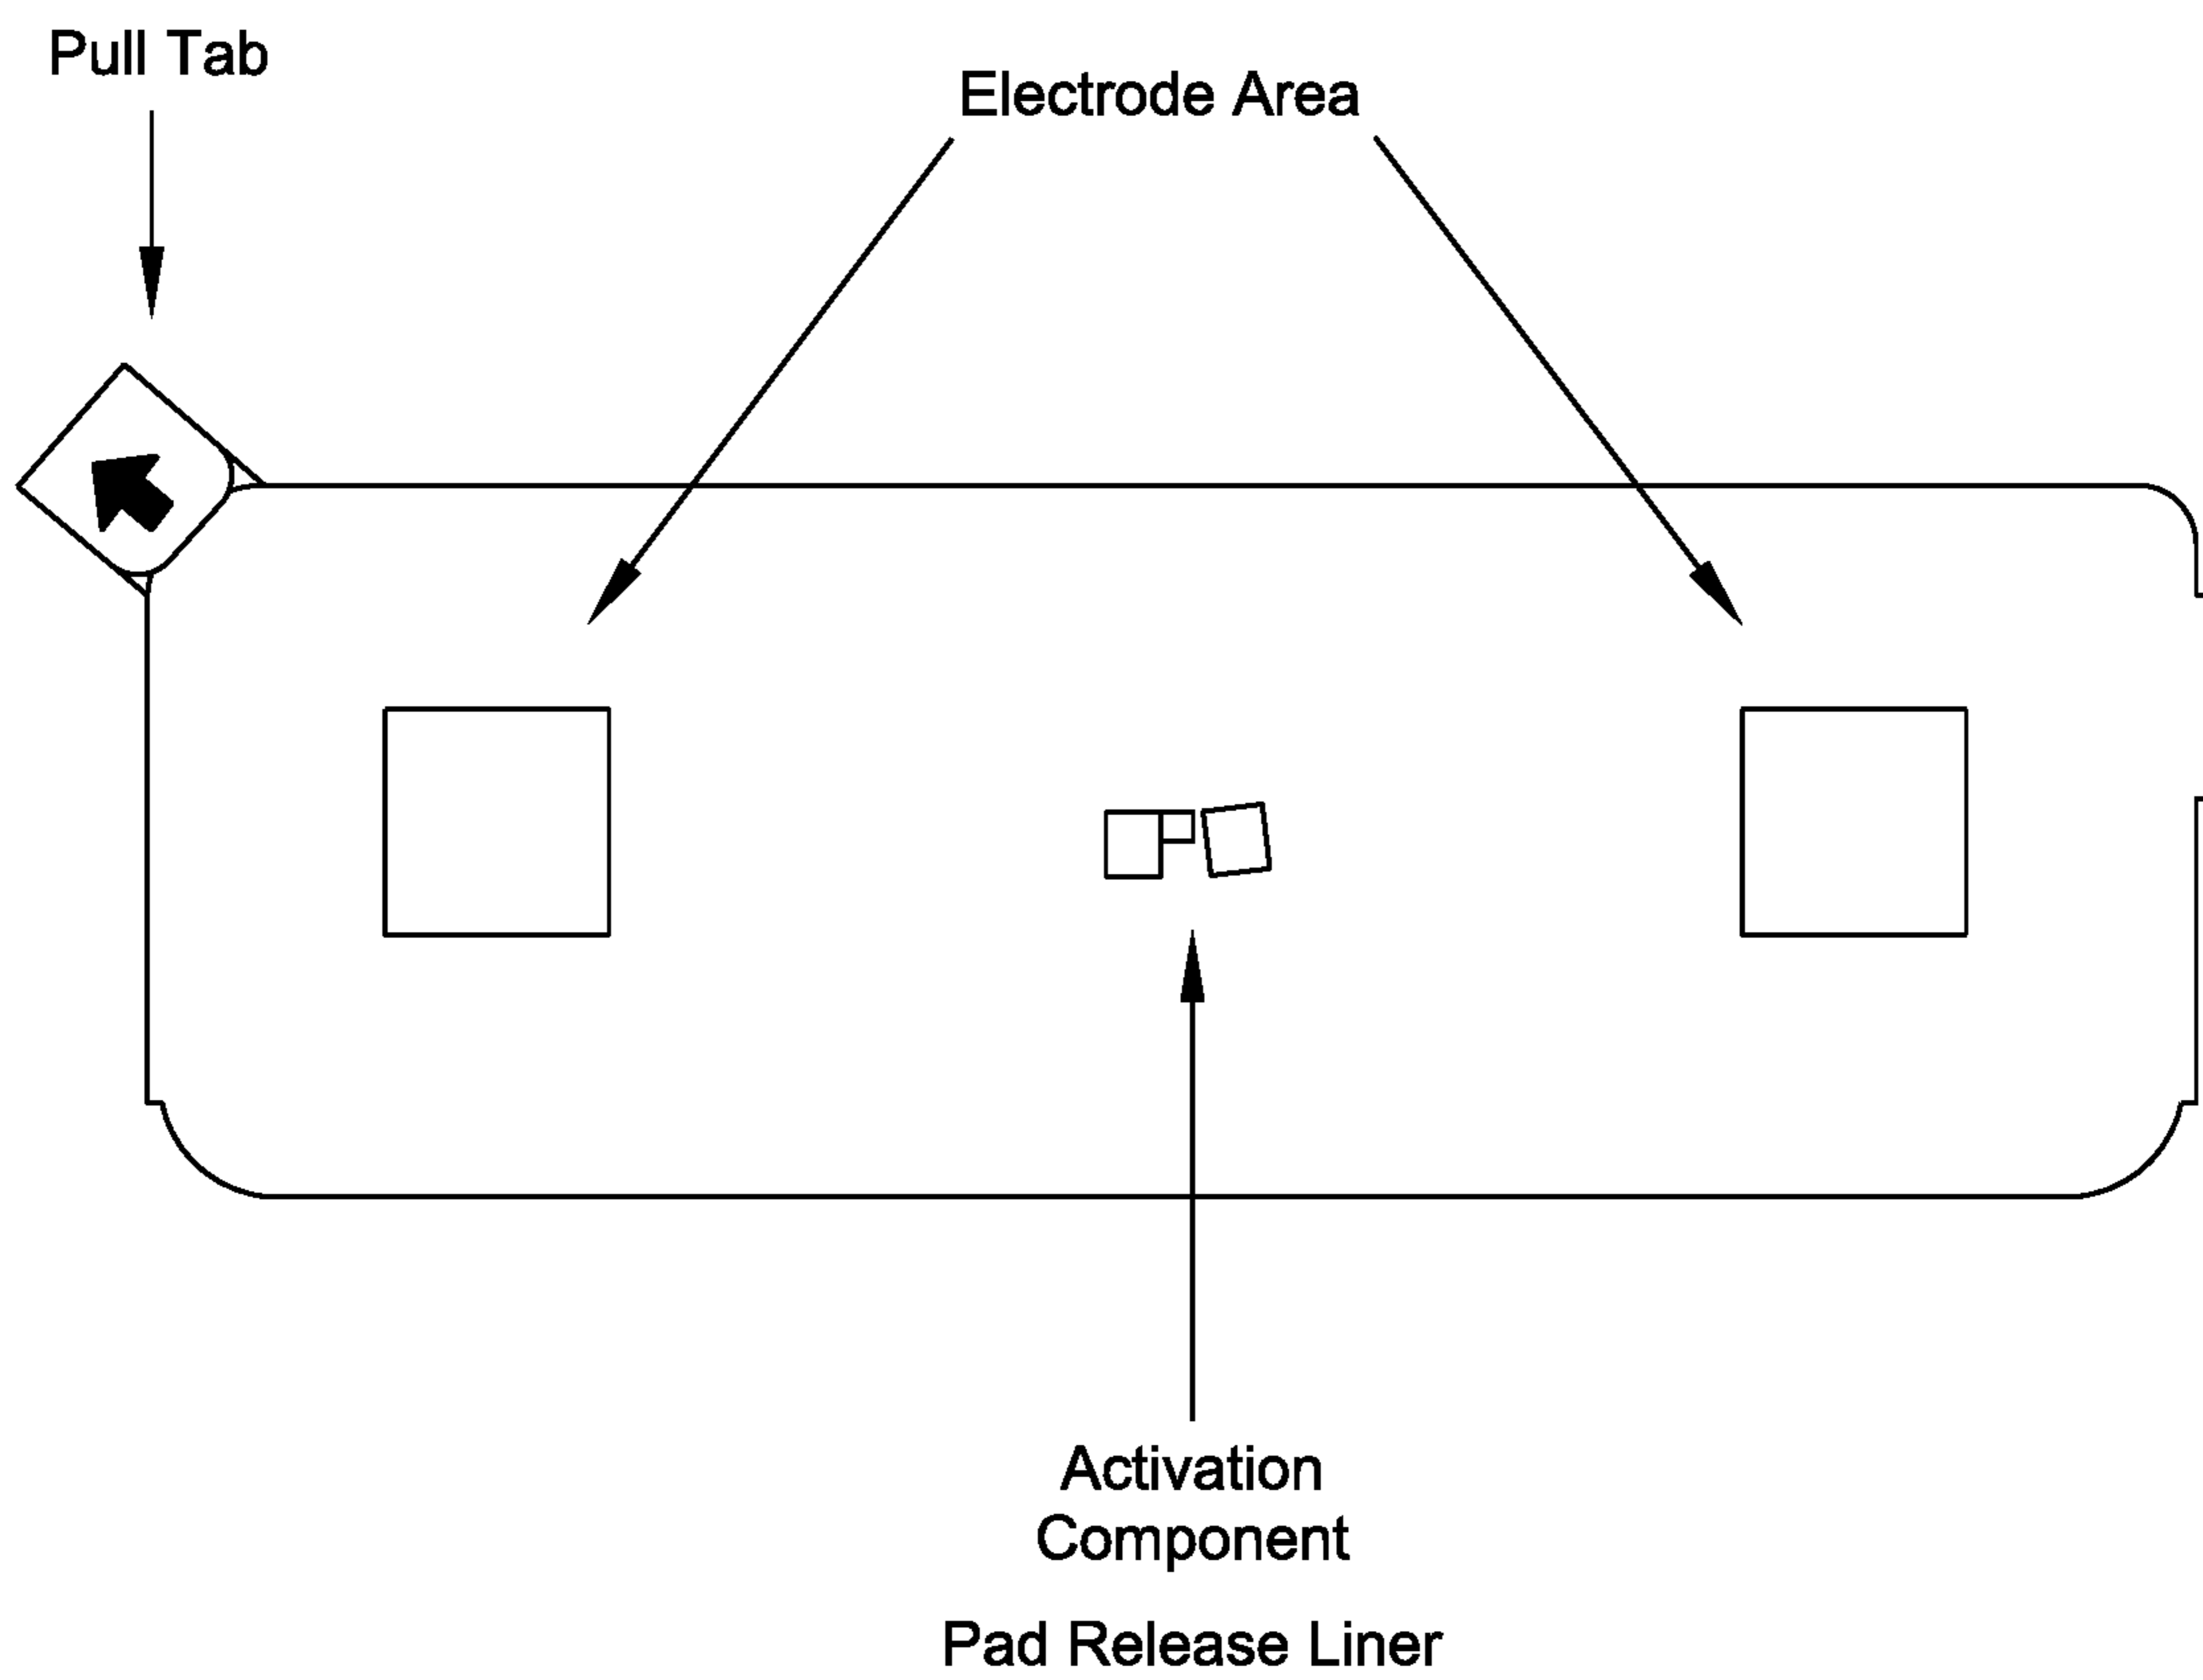 Pull Tab
Electrode Area
Activation
Component
Pad Release Liner